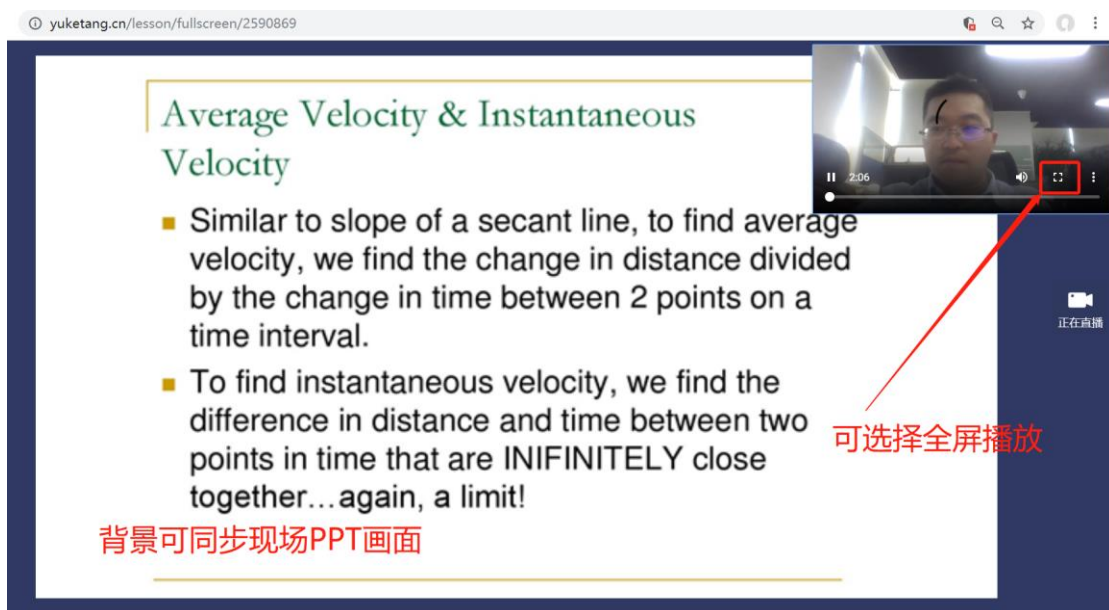 yuketang.cn/lesson/fullscreen/2590869
Average Velocity & Instantaneous
Velocity
2:06
Similar to slope of a secant line, to find average
velocity, we find the change in distance divided
by the change in time between 2 points on a
time interval.
正在直播
To find instantaneous velocity, we find the
difference in distance and time between two
points in time that are INIFINITELY close
together…again, a limit!
可选择全屏播放
背景可同步现场PPT画面